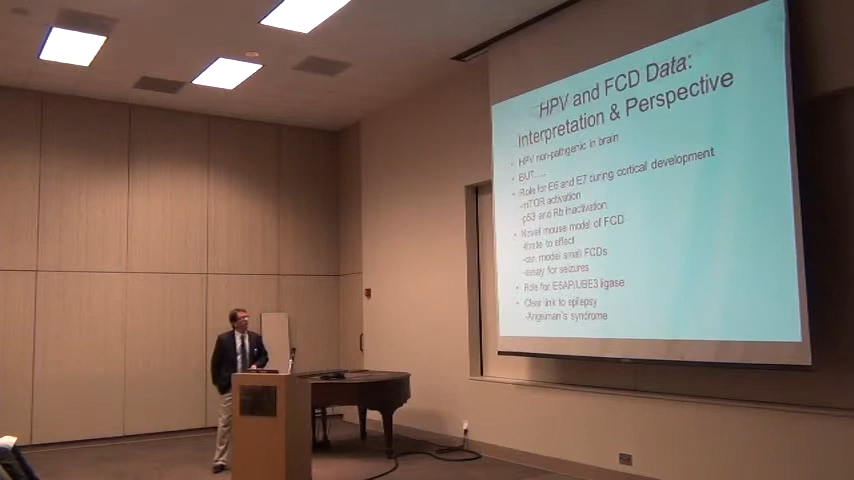 HPV and FCD Data:
Interpretation & Perspective
• HPV non-pathogenic in brain
• BUT.....
• Role for E6 and E7 during cortical development
-mTOR activation
-p53 and Rb inactivation
• Novel mouse model of FCD
-titrate to effect
-can model small FCDs
-assay for seizures
• Role for E6AP/UBE3 ligase
• Clear link to epilepsy
-Angelman's syndrome